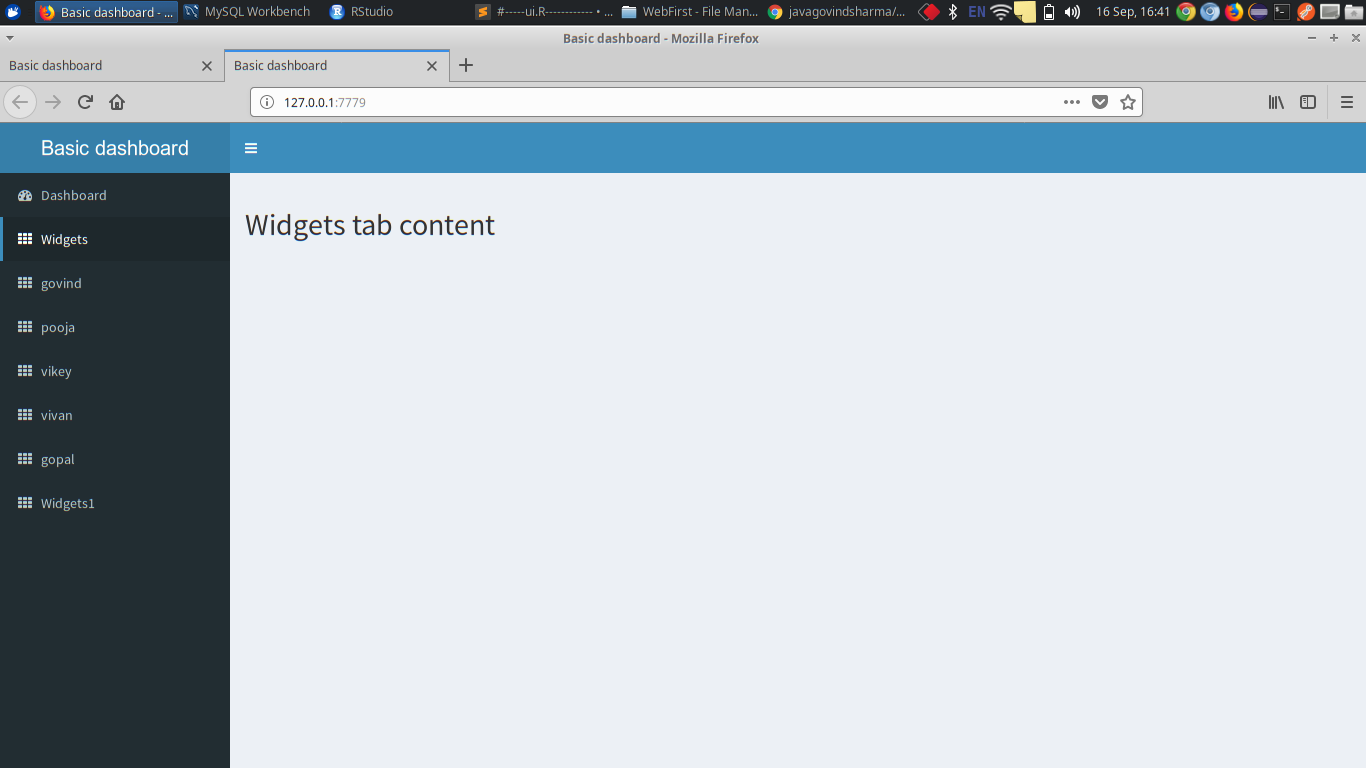 Basic dashboard - ... MySQL Workbench RStudio #-----ui.R------------ • ... WebFirst - File Man... javagovindsharma/... EN 16 Sep, 16:41
Basic dashboard - Mozilla Firefox
Basic dashboard Basic dashboard
127.0.0.1:7779
Basic dashboard
Dashboard
Widgets tab content
Widgets
govind
pooja
vikey
vivan
gopal
Widgets1